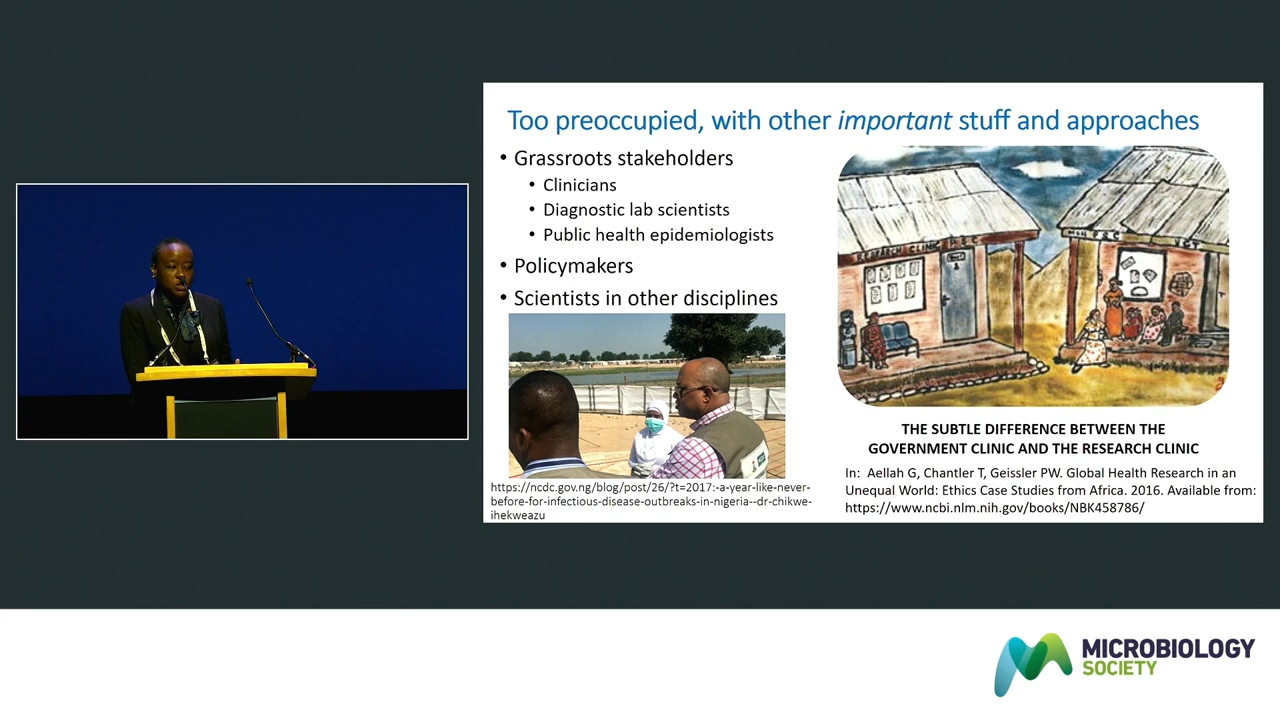 Too preoccupied, with other important stuff and approaches
• Grassroots stakeholders
• Clinicians
• Diagnostic lab scientists
• Public health epidemiologists
• Policymakers
• Scientists in other disciplines
https://ncdc.gov.ng/blog/post/26/?t=2017:-a-year-like-never-
before-for-infectious-disease-outbreaks-in-nigeria--dr-chikwe-
ihekweazu
RESEARCH CLINIC
THE SUBTLE DIFFERENCE BETWEEN THE
GOVERNMENT CLINIC AND THE RESEARCH CLINIC
In: Aellah G, Chantler T, Geissler PW. Global Health Research in an
Unequal World: Ethics Case Studies from Africa. 2016. Available from:
https://www.ncbi.nlm.nih.gov/books/NBK458786/
MICROBIOLOGY
SOCIETY